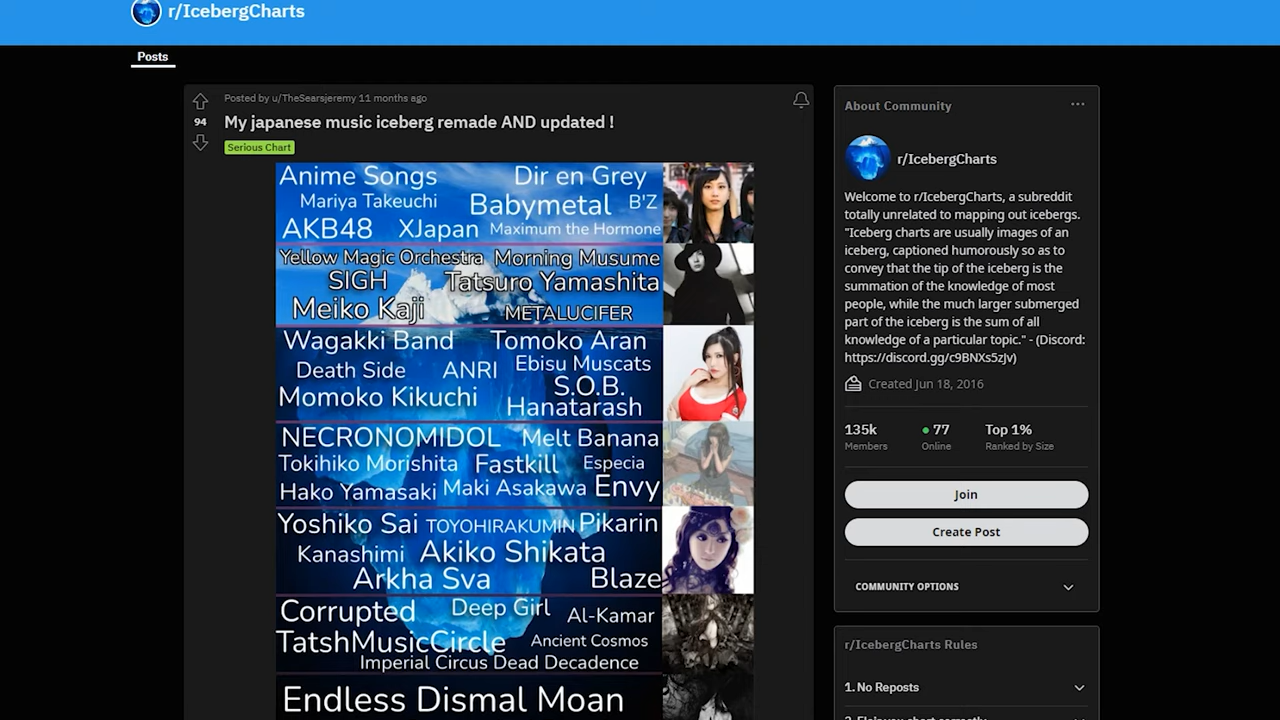 r/IcebergCharts
Posts
Posted by u/TheSearsjeremy 11 months ago
94
My japanese music iceberg remade AND updated !
Serious Chart
Anime Songs Dir en Grey
Mariya Takeuchi Babymetal B'Z
AKB48 XJapan Maximum the Hormone
Yellow Magic Orchestra Morning Musume
SIGH Tatsuro Yamashita
Meiko Kaji METALUCIFER
Wagakki Band Tomoko Aran
Death Side ANRI Ebisu Muscats
Momoko Kikuchi S.O.B.
Hanatarash
NECRONOMIDOL Melt Banana
Tokihiko Morishita Fastkill Especia
Hako Yamasaki Maki Asakawa Envy
Yoshiko Sai TOYOHIRAKUMIN Pikarin
Kanashimi Akiko Shikata
Arkha Sva Blaze
Corrupted Deep Girl Al-Kamar
TatshMusicCircle Ancient Cosmos
Imperial Circus Dead Decadence
Endless Dismal Moan
About Community
r/IcebergCharts
Welcome to r/IcebergCharts, a subreddit
totally unrelated to mapping out icebergs.
"Iceberg charts are usually images of an
iceberg, captioned humorously so as to
convey that the tip of the iceberg is the
summation of the knowledge of most
people, while the much larger submerged
part of the iceberg is the sum of all
knowledge of a particular topic." - (Discord:
https://discord.gg/c9BNXs5zJv)
Created Jun 18, 2016
135k 77 Top 1%
Members Online Ranked by Size
Join
Create Post
COMMUNITY OPTIONS
r/IcebergCharts Rules
1. No Reposts